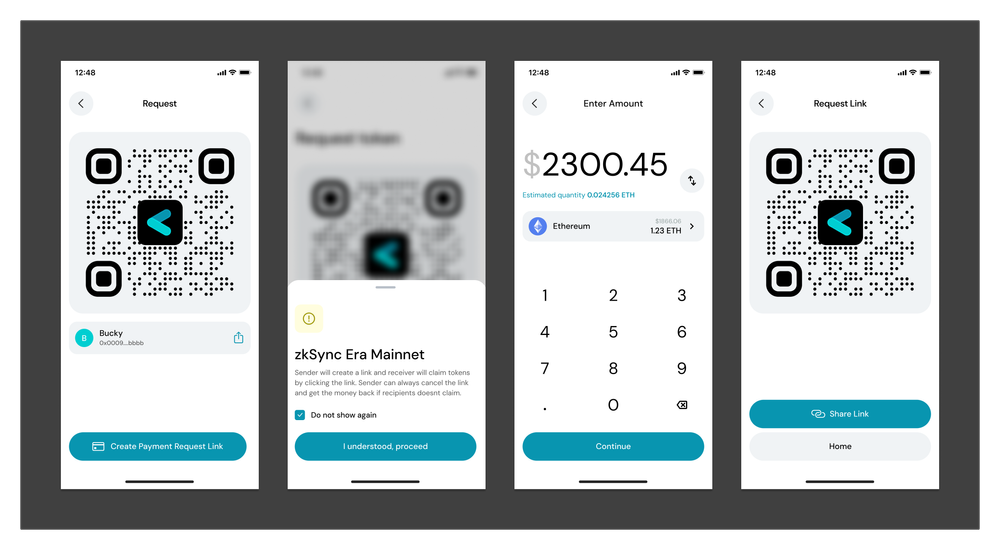 12:48
Request
B
Bucky
0x0009...bbbb
Create Payment Request Link
Request token
zkSync Era Mainnet
Sender will create a link and receiver will claim tokens
by clicking the link. Sender can always cancel the link
and get the money back if recipients doesnt claim.
Do not show again
I understood, proceed
12:48
Enter Amount
$2300.45
Estimated quantity 0.024256 ETH
Ethereum
$1866.06
1.23 ETH
1 2 3
4 5 6
7 8 9
. 0
Continue
12:48
Request Link
Share Link
Home